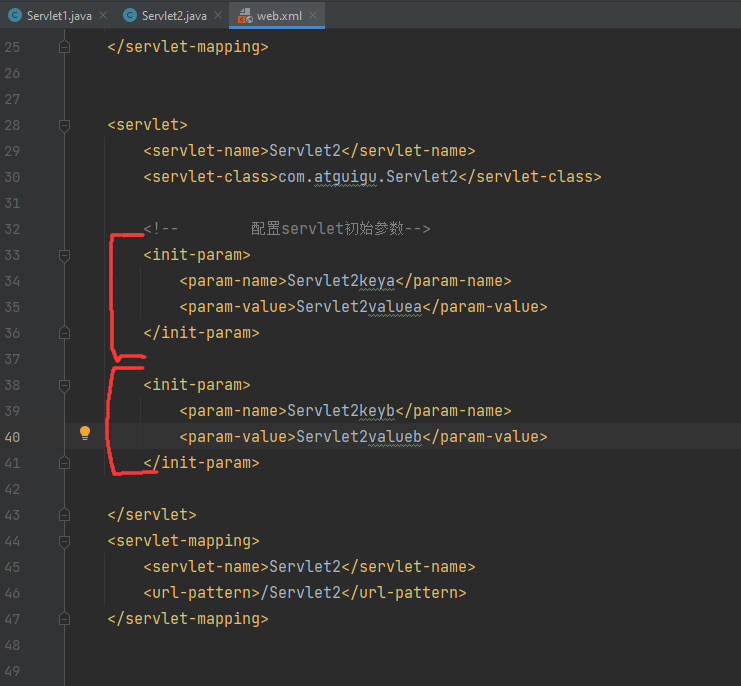 Servlet1.java Servlet2.java web.xml
25 </servlet-mapping>
26
27
28 <servlet>
29 <servlet-name>Servlet2</servlet-name>
30 <servlet-class>com.atguigu.Servlet2</servlet-class>
31
32 <!-- 配置servlet初始参数-->
33 <init-param>
34 <param-name>Servlet2keya</param-name>
35 <param-value>Servlet2valuea</param-value>
36 </init-param>
37
38 <init-param>
39 <param-name>Servlet2keyb</param-name>
40 <param-value>Servlet2valueb</param-value>
41 </init-param>
42
43 </servlet>
44 <servlet-mapping>
45 <servlet-name>Servlet2</servlet-name>
46 <url-pattern>/Servlet2</url-pattern>
47 </servlet-mapping>
48
49